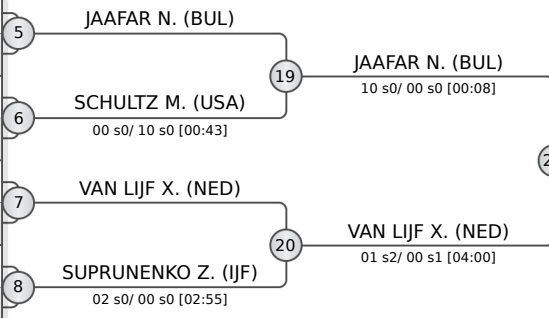 JAAFAR N. (BUL)
5
19
JAAFAR N. (BUL)
10 s0/ 00 s0 [00:08]
SCHULTZ M. (USA)
6
00 s0/ 10 s0 [00:43]
VAN LIJF X. (NED)
7
20
VAN LIJF X. (NED)
01 s2/ 00 s1 [04:00]
SUPRUNENKO Z. (IJF)
8
02 s0/ 00 s0 [02:55]